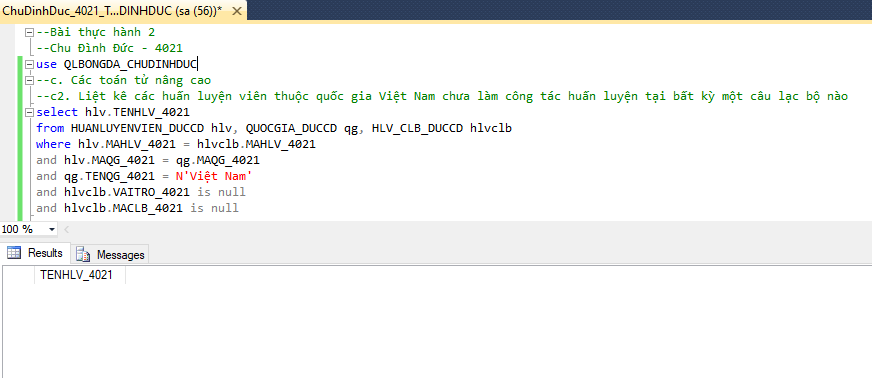 ChuDinhDuc_4021_T...DINHDUC (sa (56))*
--Bài thực hành 2
--Chu Đình Đức - 4021
use QLBONGDA_CHUDINHDUC
--c. Các toán tử nâng cao
--c2. Liệt kê các huấn luyện viên thuộc quốc gia Việt Nam chưa làm công tác huấn luyện tại bất kỳ một câu lạc bộ nào
select hlv.TENHLV_4021
from HUANLUYENVIEN_DUCCD hlv, QUOCGIA_DUCCD qg, HLV_CLB_DUCCD hlvclb
where hlv.MAHLV_4021 = hlvclb.MAHLV_4021
and hlv.MAQG_4021 = qg.MAQG_4021
and qg.TENQG_4021 = N'Việt Nam'
and hlvclb.VAITRO_4021 is null
and hlvclb.MACLB_4021 is null
100 %
Results Messages
TENHLV_4021